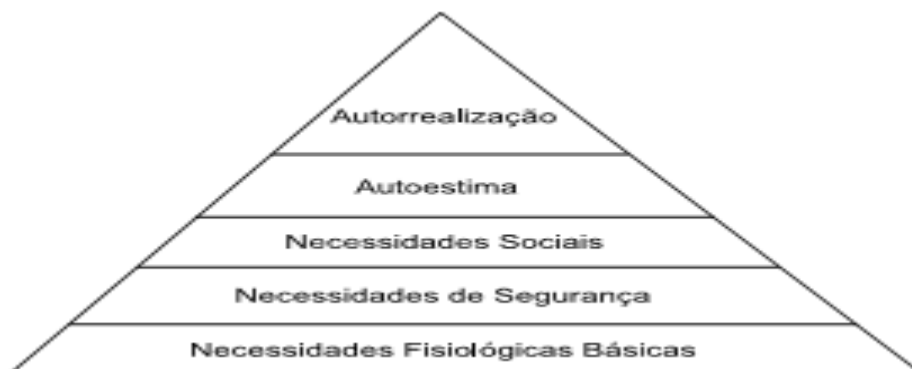 Autorrealização
Autoestima
Necessidades Sociais
Necessidades de Segurança
Necessidades Fisiológicas Básicas